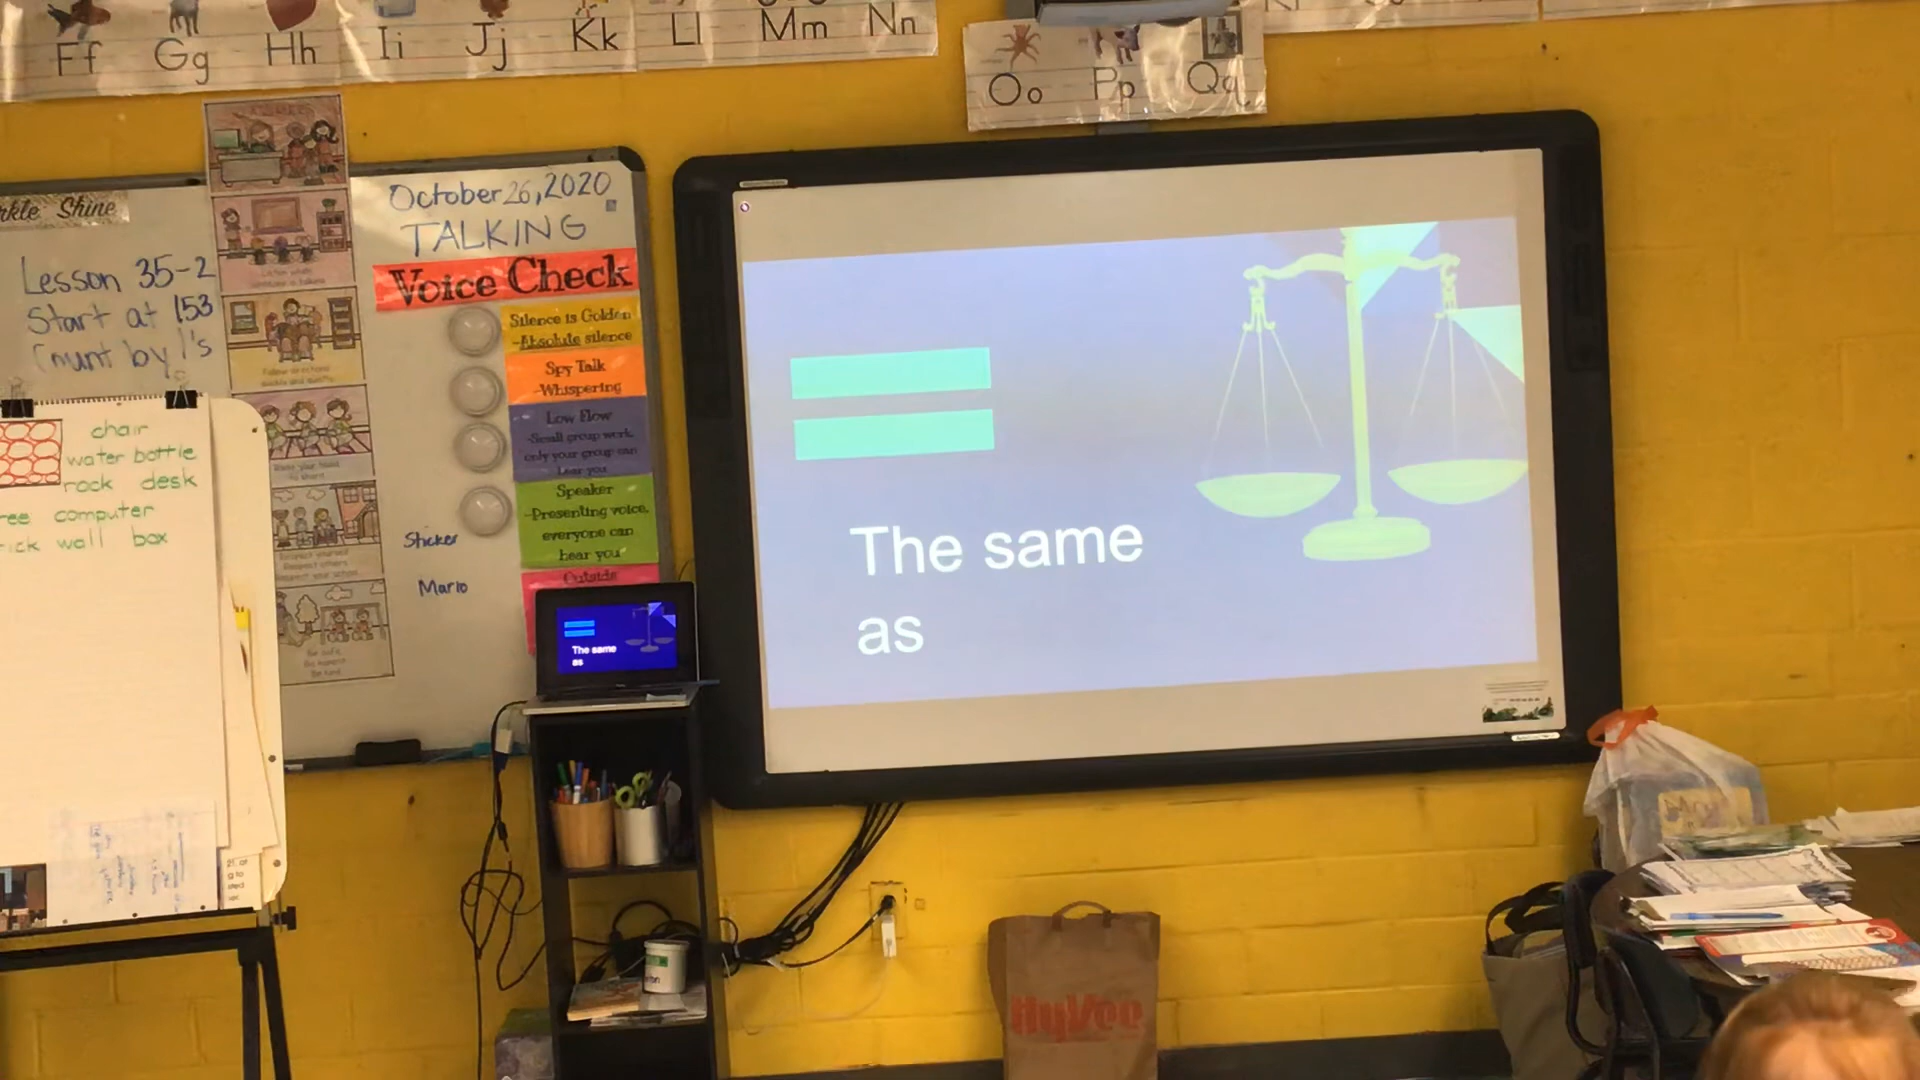 Ff Gg Hh Ii Jj Kk Ll Mm Nn
Oo Pp Qq
rkle Shine
Lesson 35-2
Start at 153
Count by 1's
October 26, 2020
TALKING
Voice Check
Silence is Golden
-Absolute silence
Spy Talk
-Whispering
Low Flow
-Small group work,
only your group can
hear you
Speaker
-Presenting voice,
everyone can
hear you
Outside
Sticker
Mario
chair
water bottle
rock desk
ree computer
rick wall box
The same
as
The same
as
HyVee